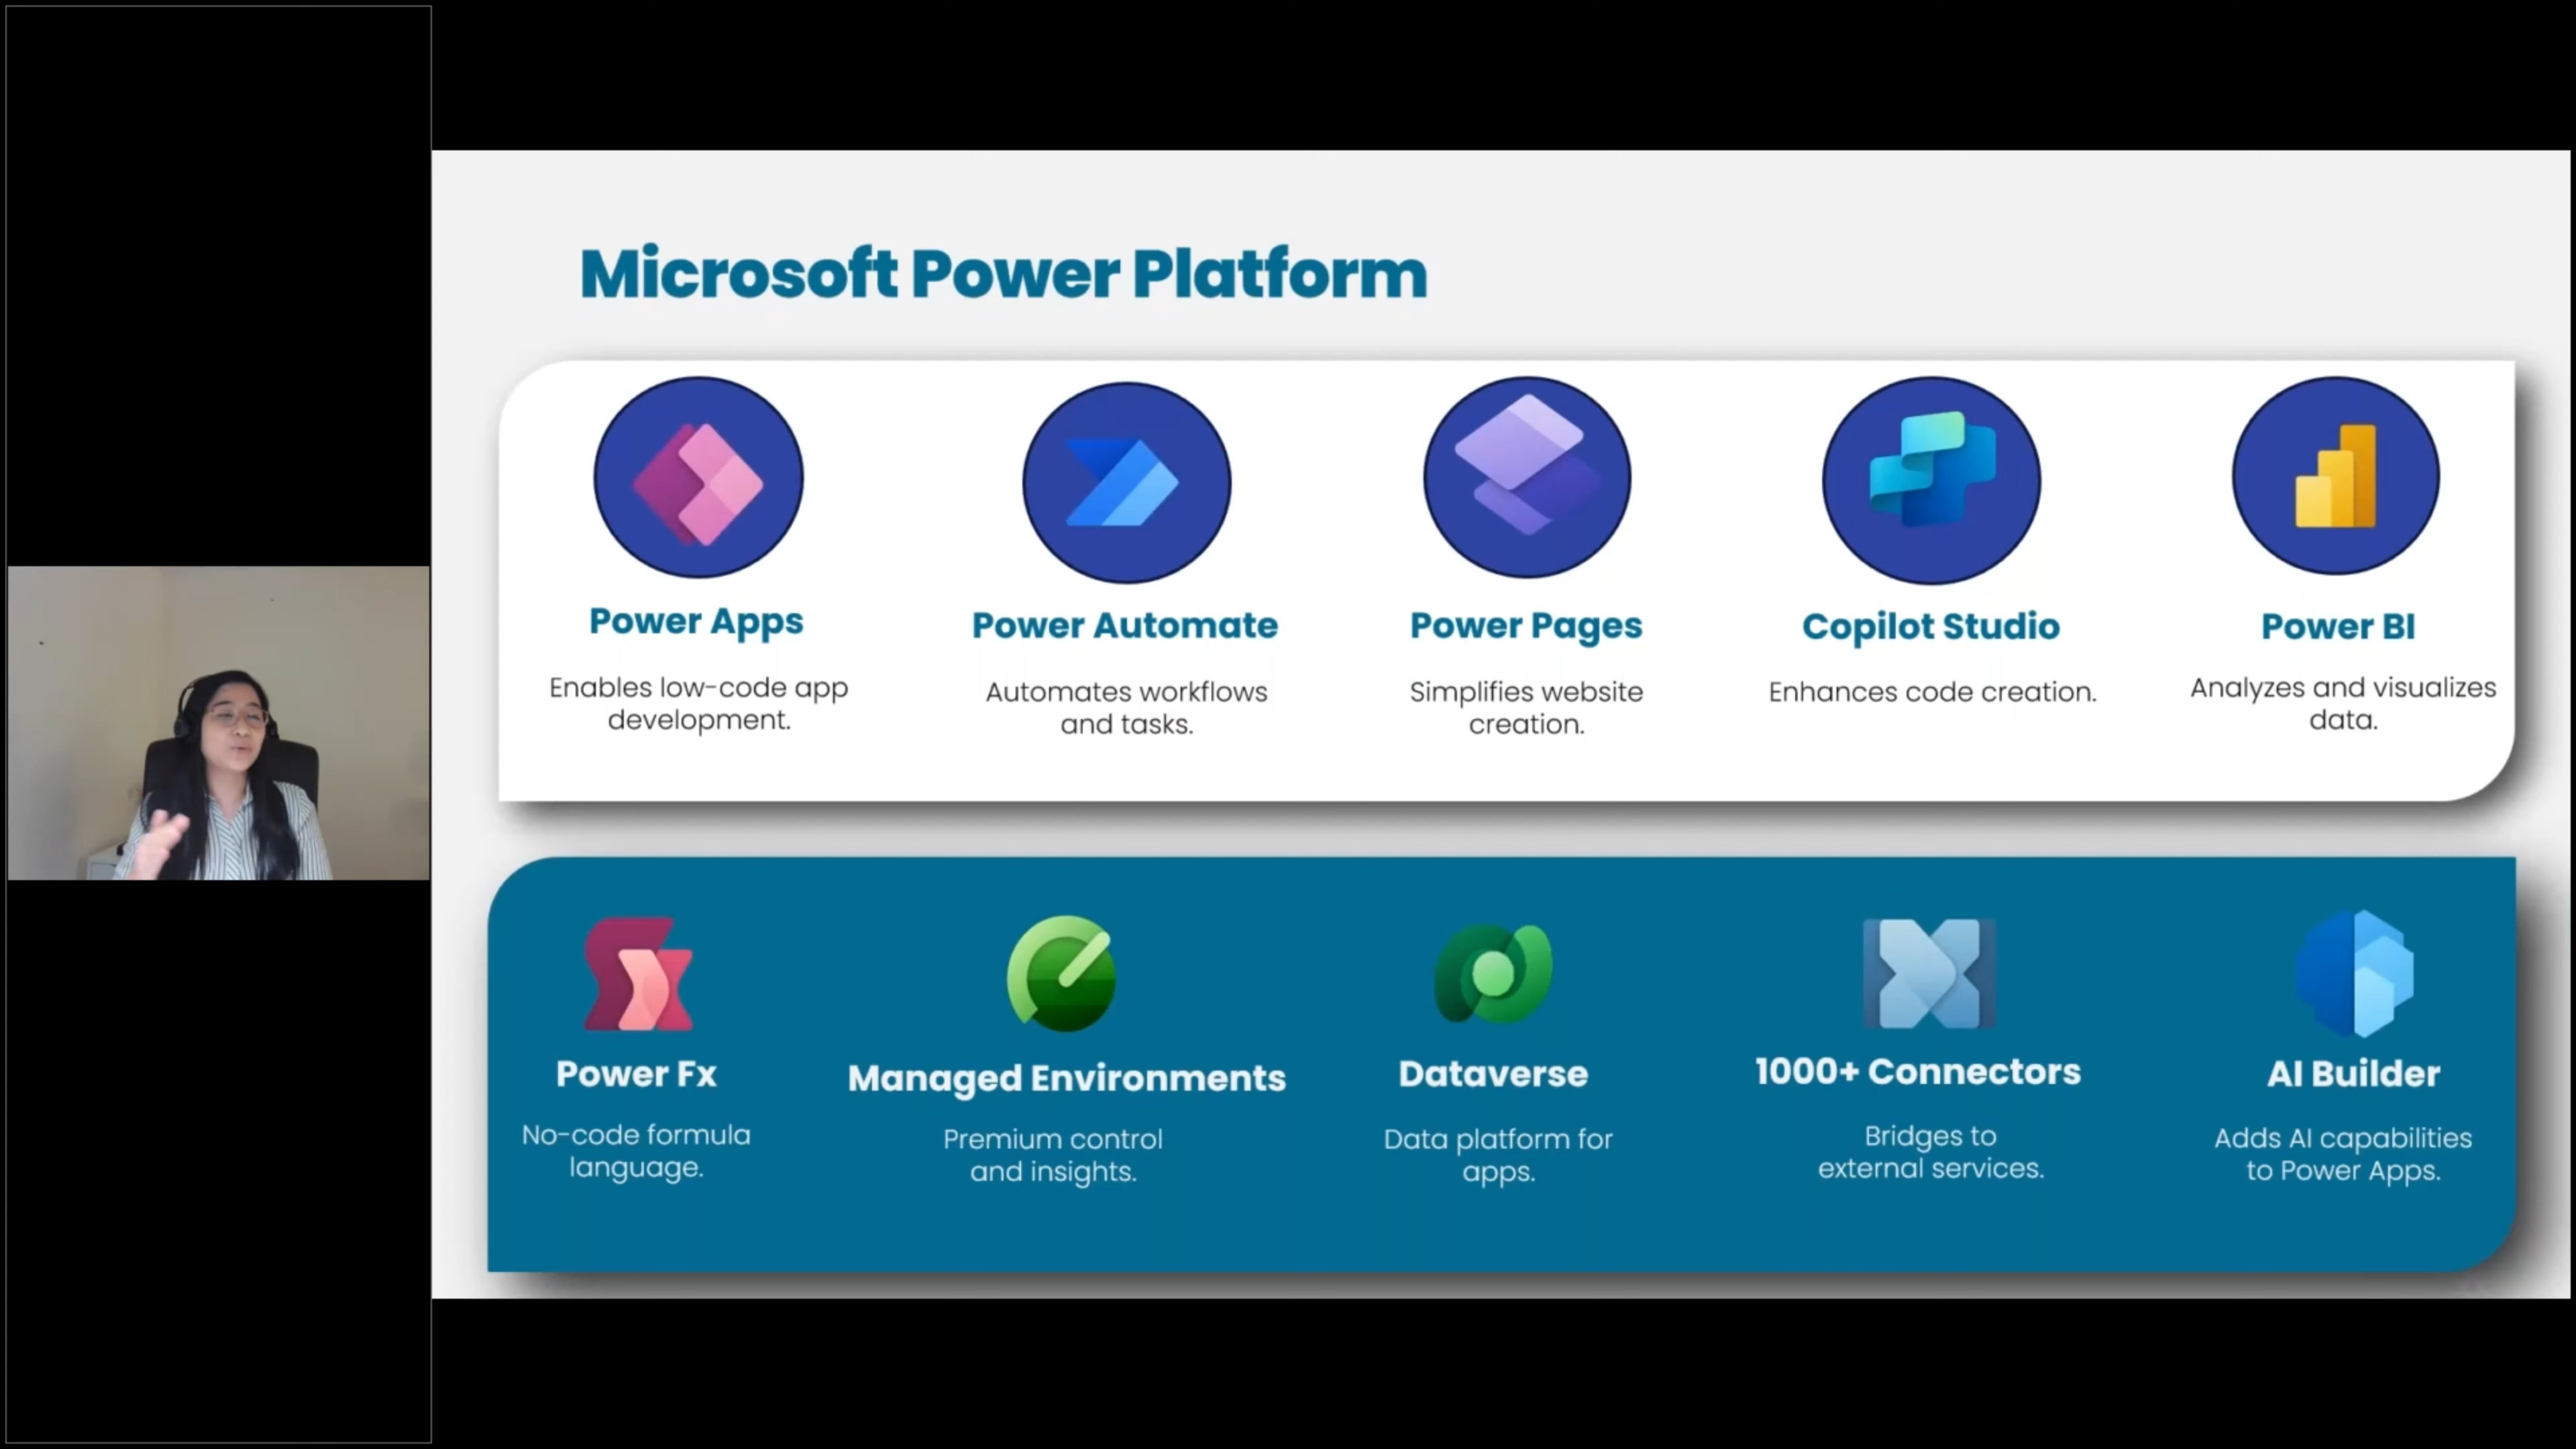 Microsoft Power Platform
Power Apps
Enables low-code app
development.
Power Automate
Automates workflows
and tasks.
Power Pages
Simplifies website
creation.
Copilot Studio
Enhances code creation.
Power BI
Analyzes and visualizes
data.
Power Fx
No-code formula
language.
Managed Environments
Premium control
and insights.
Dataverse
Data platform for
apps.
1000+ Connectors
Bridges to
external services.
AI Builder
Adds AI capabilities
to Power Apps.